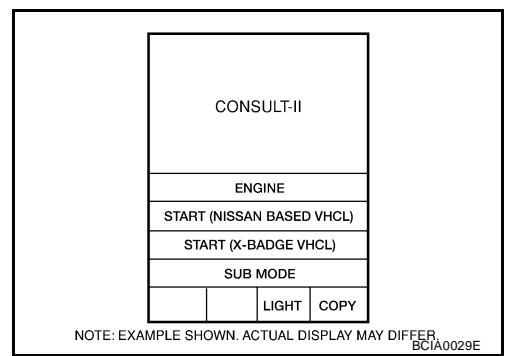 CONSULT-II
ENGINE
START (NISSAN BASED VHCL)
START (X-BADGE VHCL)
SUB MODE
LIGHT COPY
NOTE: EXAMPLE SHOWN. ACTUAL DISPLAY MAY DIFFER.
BCIA0029E